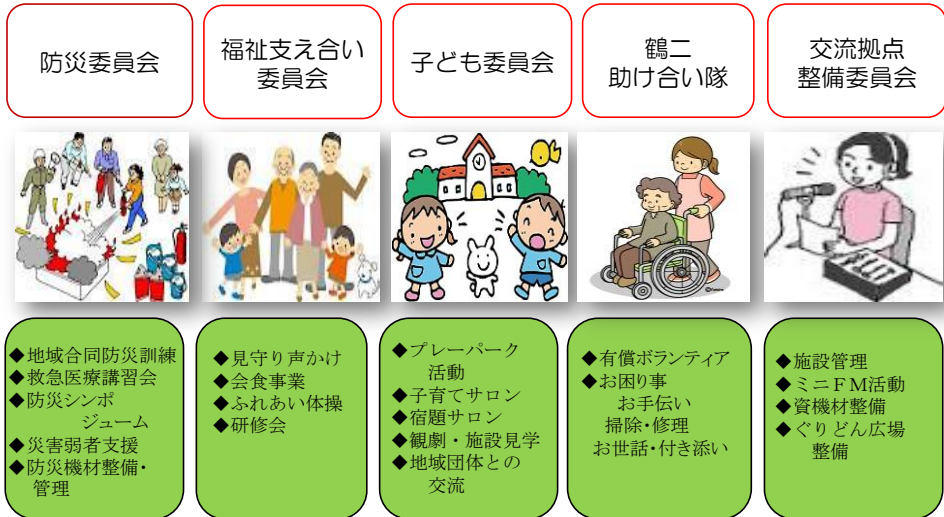 防災委員会
福祉支え合い
委員会
子ども委員会
鶴二
助け合い隊
交流拠点
整備委員会
◆地域合同防災訓練
◆救急医療講習会
◆防災シンポ
ジューム
◆災害弱者支援
◆防災機材整備・
管理
◆見守り声かけ
◆会食事業
◆ふれあい体操
◆研修会
◆プレーパーク
活動
◆子育てサロン
◆宿題サロン
◆観劇・施設見学
◆地域団体との
交流
◆有償ボランティア
◆お困り事
お手伝い
掃除・修理
お世話・付き添い
◆施設管理
◆ミニFM活動
◆資機材整備
◆ぐりどん広場
整備